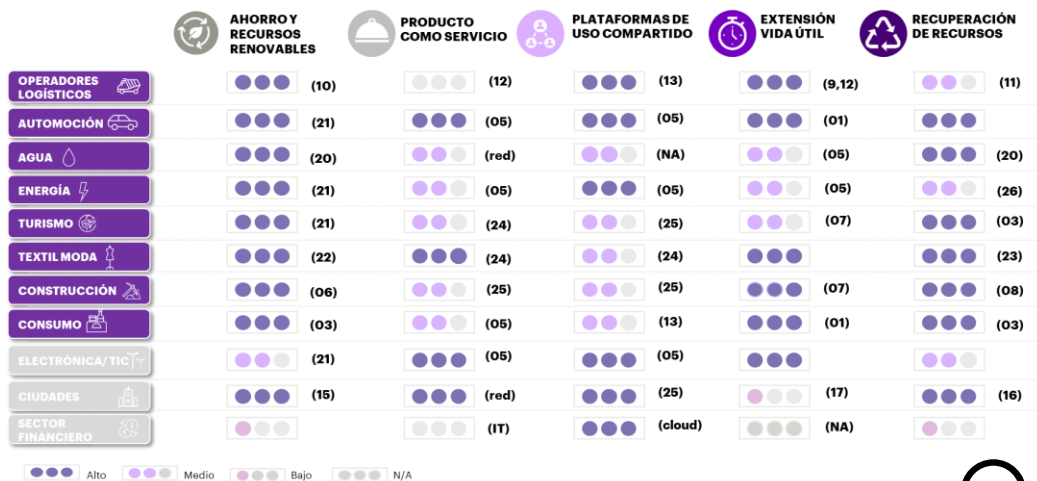 AHORRO Y
RECURSOS
RENOVABLES
PRODUCTO
COMO SERVICIO
PLATAFORMAS DE
USO COMPARTIDO
EXTENSIÓN
VIDA ÚTIL
RECUPERACIÓN
DE RECURSOS
OPERADORES
LOGÍSTICOS
(10) (12) (13) (9,12) (11)
AUTOMOCIÓN (21) (05) (05) (01)
AGUA (20) (red) (NA) (05) (20)
ENERGÍA (21) (05) (05) (05) (26)
TURISMO (21) (24) (25) (07) (03)
TEXTIL MODA (22) (24) (24) (23)
CONSTRUCCIÓN (06) (25) (25) (07) (08)
CONSUMO (03) (05) (13) (01) (03)
ELECTRÓNICA/ TIC (21) (05) (05)
CIUDADES (15) (red) (25) (17) (16)
SECTOR
FINANCIERO
(IT) (cloud) (NA)
Alto Medio Bajo N/A